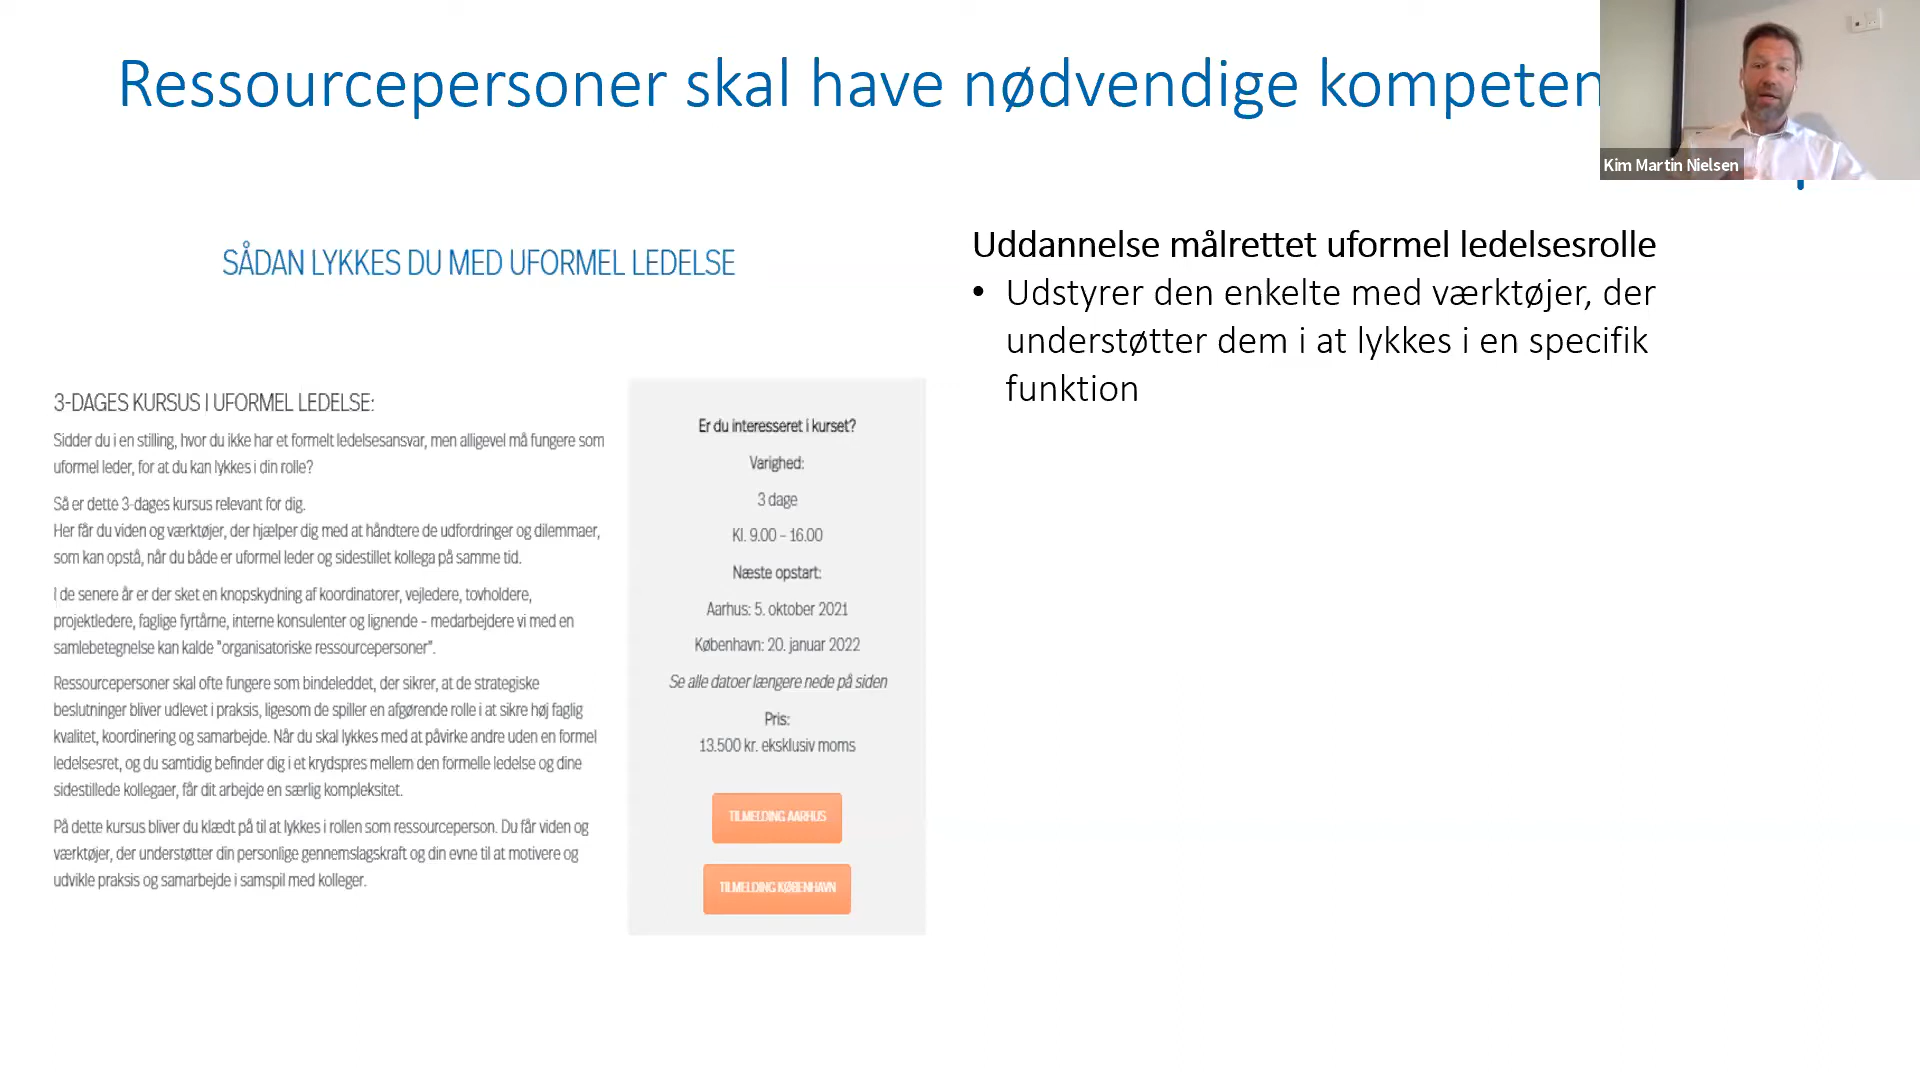 Ressourcepersoner skal have nødvendige kompeten
Kim Martin Nielsen
SÅDAN LYKKES DU MED UFORMEL LEDELSE
3-DAGES KURSUS I UFORMEL LEDELSE:
Sidder du i en stilling, hvor du ikke har et formelt ledelsesansvar, men alligevel må fungere som
uformel leder, for at du kan lykkes i din rolle?
Så er dette 3-dages kursus relevant for dig.
Her får du viden og værktøjer, der hjælper dig med at håndtere de udfordringer og dilemmaer,
som kan opstå, når du både er uformel leder og sidestillet kollega på samme tid.
I de senere år er der sket en knopskydning af koordinatorer, vejledere, tovholdere,
projektledere, faglige fyrtårne, interne konsulenter og lignende – medarbejdere vi med en
samlebetegnelse kan kalde "organisatoriske ressourcepersoner".
Ressourcepersoner skal ofte fungere som bindeleddet, der sikrer, at de strategiske
beslutninger bliver udlevet i praksis, ligesom de spiller en afgørende rolle i at sikre høj faglig
kvalitet, koordinering og samarbejde. Når du skal lykkes med at påvirke andre uden en formel
ledelsesret, og du samtidig befinder dig i et krydspres mellem den formelle ledelse og dine
sidestillede kollegaer, får dit arbejde en særlig kompleksitet.
På dette kursus bliver du klædt på til at lykkes i rollen som ressourceperson. Du får viden og
værktøjer, der understøtter din personlige gennemslagskraft og din evne til at motivere og
udvikle praksis og samarbejde i samspil med kolleger.
Er du interesseret i kurset?
Varighed:
3 dage
Kl. 9.00 – 16.00
Næste opstart:
Aarhus: 5. oktober 2021
København: 20. januar 2022
Se alle datoer længere nede på siden
Pris:
13.500 kr. eksklusiv moms
TILMELDING AARHUS
TILMELDING KØBENHAVN
Uddannelse målrettet uformel ledelsesrolle
• Udstyrer den enkelte med værktøjer, der
understøtter dem i at lykkes i en specifik
funktion